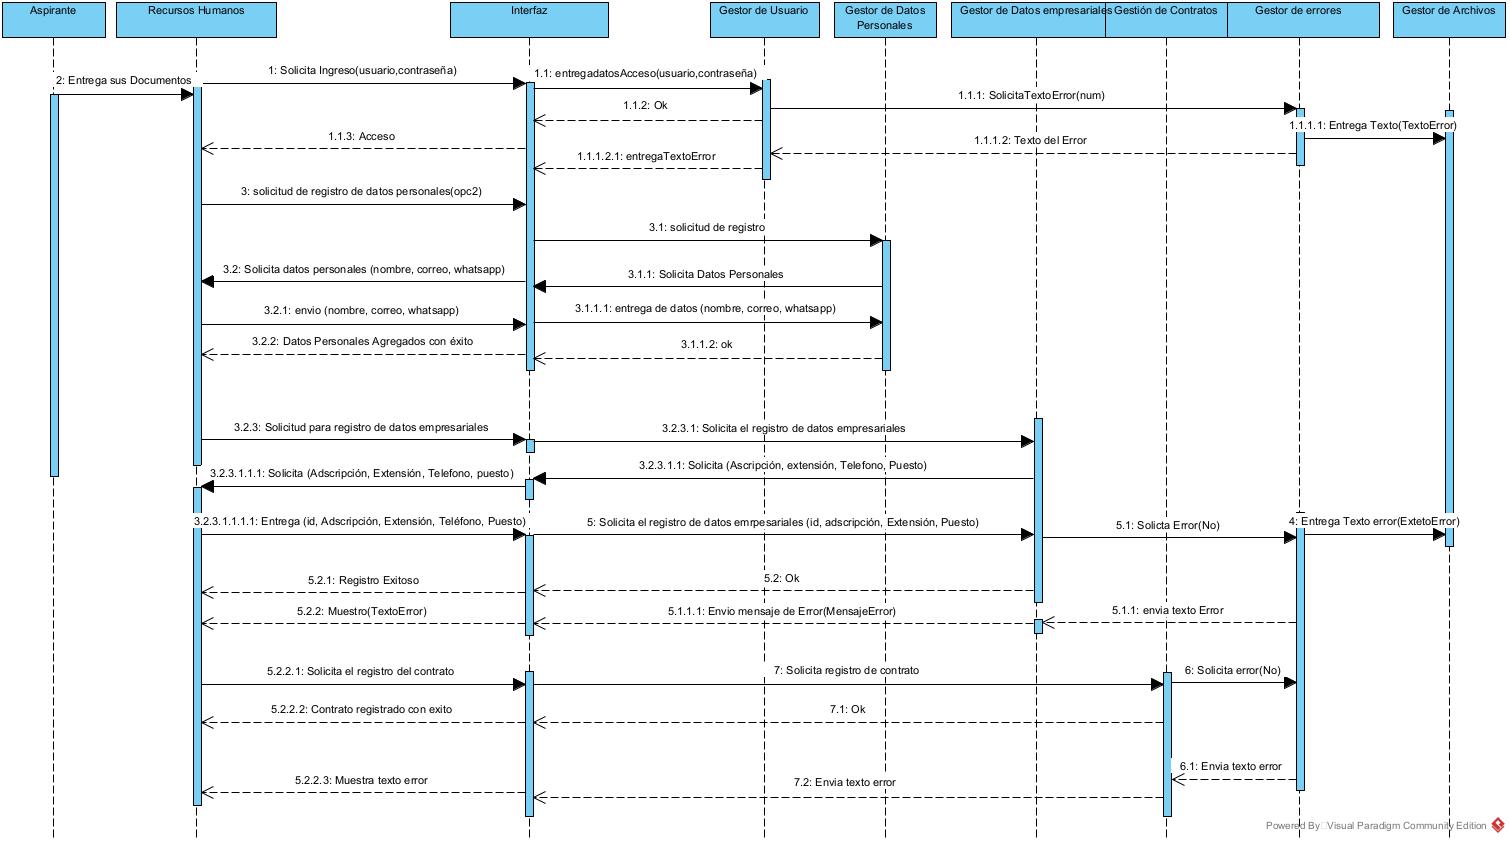 Aspirante
Recursos Humanos
Interfaz
Gestor de Usuario
Gestor de Datos
Personales
Gestor de Datos empresariales
Gestión de Contratos
Gestor de errores
Gestor de Archivos
1: Solicita Ingreso(usuario,contraseña)
1.1: entregadatosAcceso(usuario,contraseña)
2: Entrega sus Documentos
1.1.1: SolicitaTextoError(num)
1.1.2: Ok
1.1.1.1: Entrega Texto(TextoError)
1.1.3: Acceso
1.1.1.2: Texto del Error
1.1.1.2.1: entregaTextoError
3: solicitud de registro de datos personales(opc2)
3.1: solicitud de registro
3.2: Solicita datos personales (nombre, correo, whatsapp)
3.1.1: Solicita Datos Personales
3.2.1: envio (nombre, correo, whatsapp)
3.1.1.1: entrega de datos (nombre, correo, whatsapp)
3.2.2: Datos Personales Agregados con éxito
3.1.1.2: ok
3.2.3: Solicitud para registro de datos empresariales
3.2.3.1: Solicita el registro de datos empresariales
3.2.3.1.1.1: Solicita (Adscripción, Extensión, Telefono, puesto)
3.2.3.1.1: Solicita (Ascripción, extensión, Telefono, Puesto)
3.2.3.1.1.1.1: Entrega (id, Adscripción, Extensión, Teléfono, Puesto)
5: Solicita el registro de datos emrpesariales (id, adscripción, Extensión, Puesto)
5.1: Solicta Error(No)
4: Entrega Texto error(ExtetoError)
5.2.1: Registro Exitoso
5.2: Ok
5.2.2: Muestro(TextoError)
5.1.1.1: Envio mensaje de Error(MensajeError)
5.1.1: envia texto Error
5.2.2.1: Solicita el registro del contrato
7: Solicita registro de contrato
6: Solicita error(No)
5.2.2.2: Contrato registrado con exito
7.1: Ok
6.1: Envia texto error
5.2.2.3: Muestra texto error
7.2: Envia texto error
Powered By Visual Paradigm Community Edition